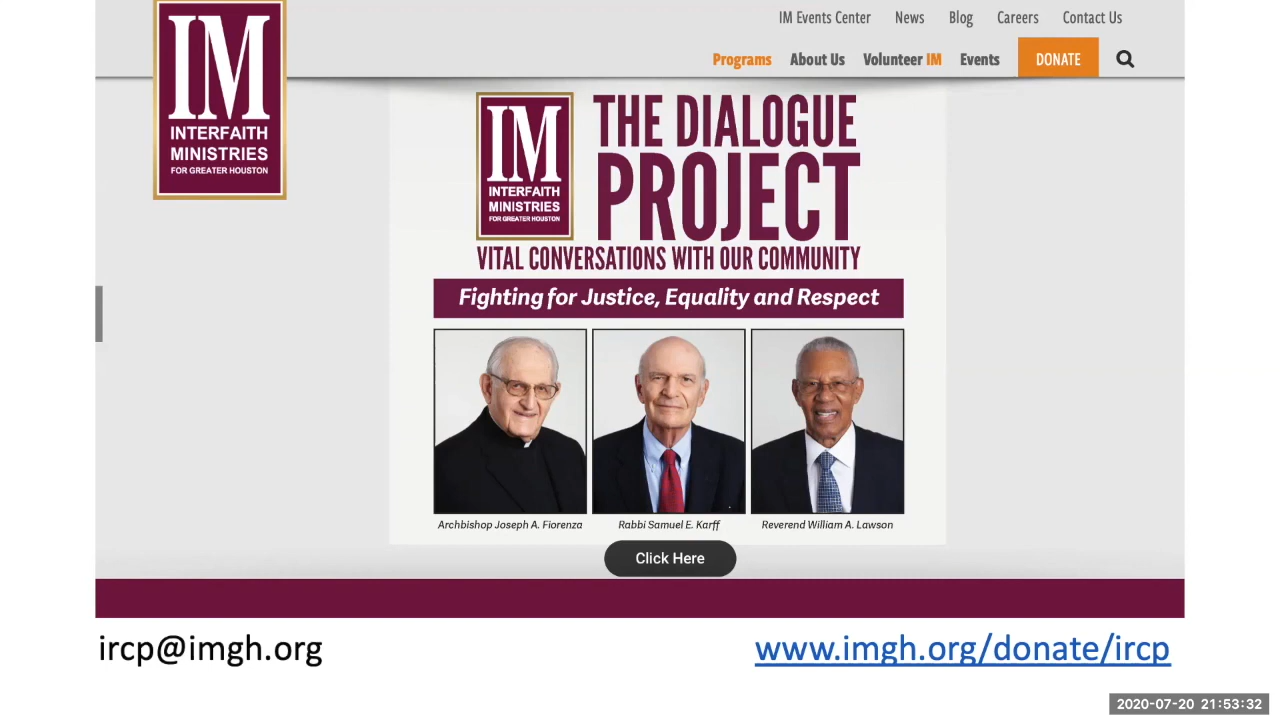 IM
INTERFAITH
MINISTRIES
FOR GREATER HOUSTON
IM Events Center News Blog Careers Contact Us
Programs About Us Volunteer IM Events DONATE
IM
INTERFAITH
MINISTRIES
FOR GREATER HOUSTON
THE DIALOGUE
PROJECT
VITAL CONVERSATIONS WITH OUR COMMUNITY
Fighting for Justice, Equality and Respect
Archbishop Joseph A. Fiorenza Rabbi Samuel E. Karff Reverend William A. Lawson
Click Here
ircp@imgh.org www.imgh.org/donate/ircp
2020-07-20 21:53:32